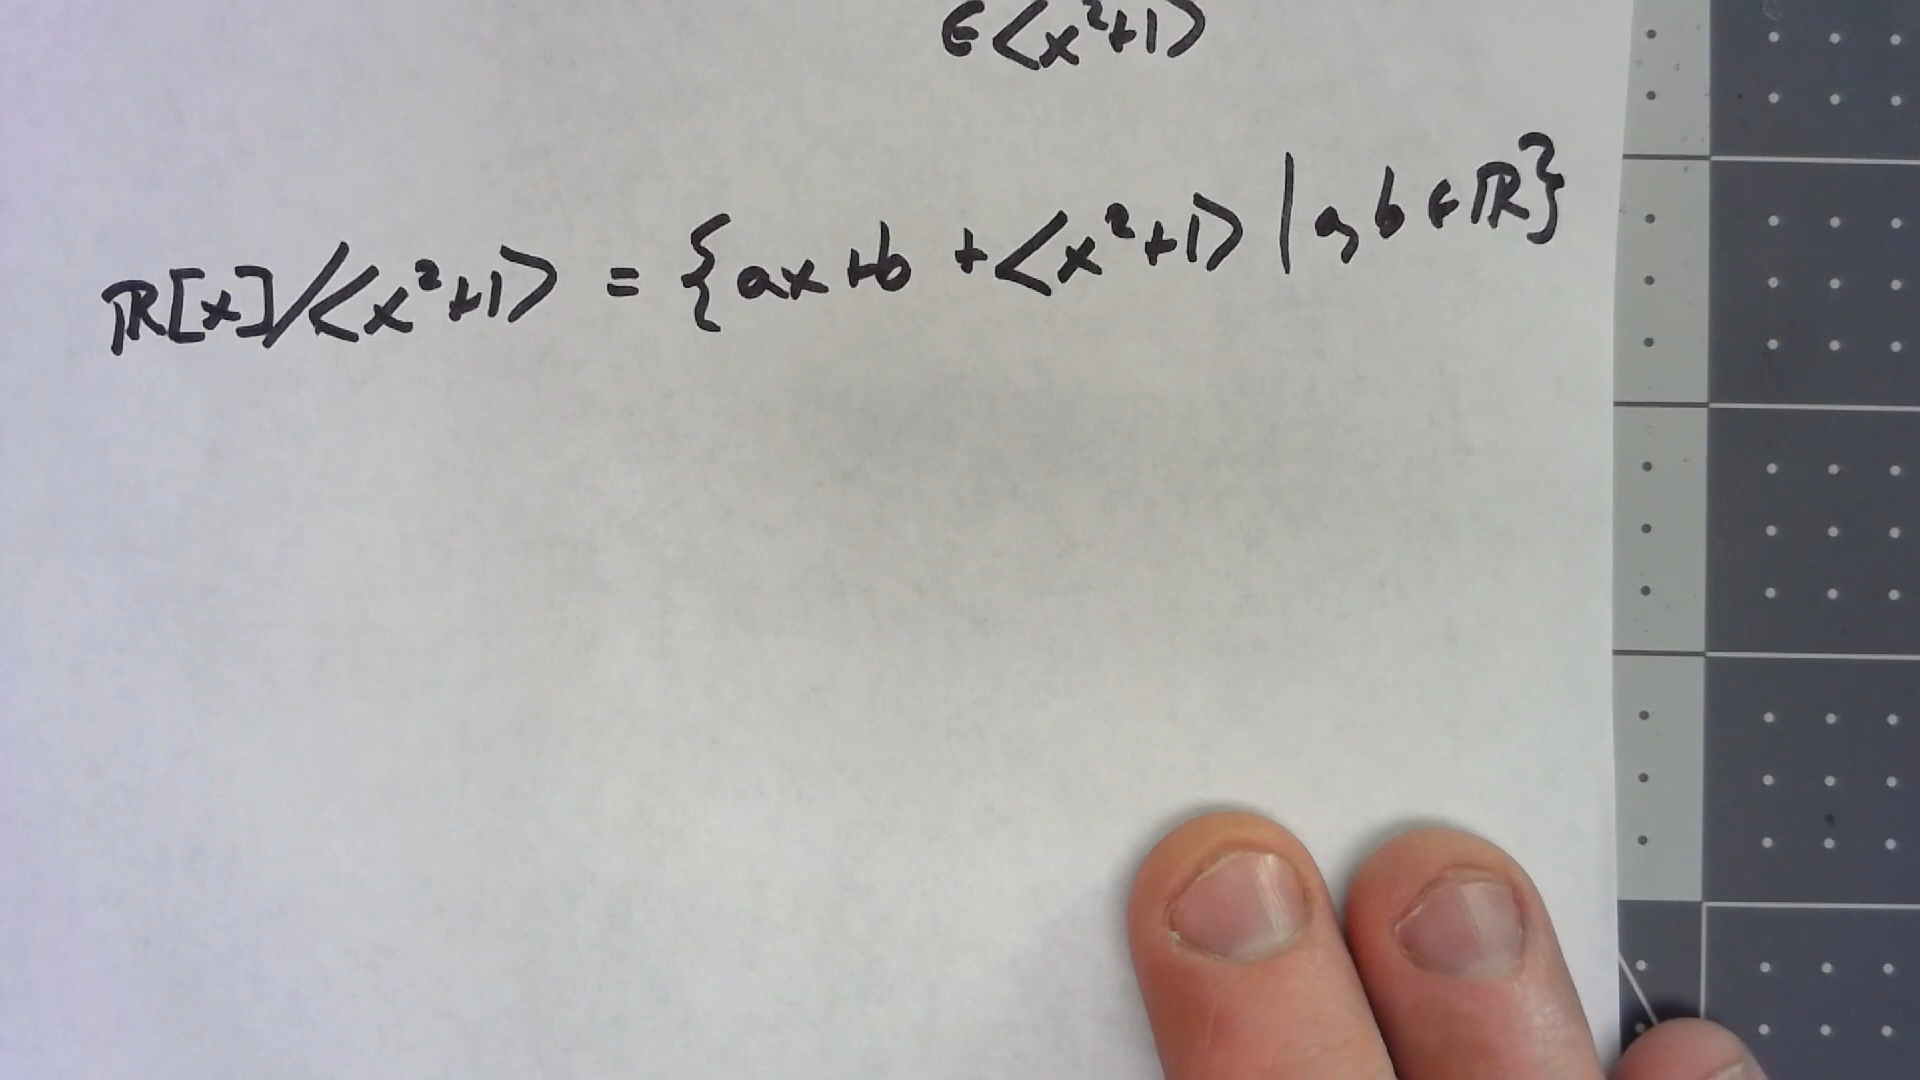 ∈<x²+1>
ℝ[x]/<x²+1> = {ax+b +<x²+1> | a,b ∈ ℝ}